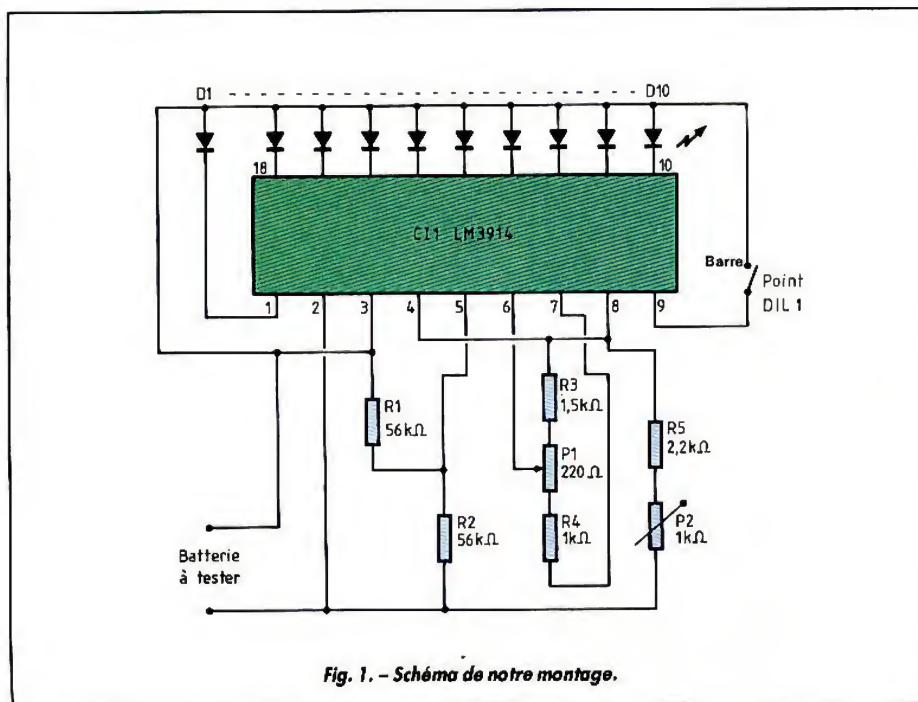 D1 D10
18 10
CI1 LM3914
Barre
Point
DIL 1
1 2 3 4 5 6 7 8 9
R1
56kΩ
R2
56kΩ
R3
1,5kΩ
P1
220Ω
R4
1kΩ
R5
2,2kΩ
P2
1kΩ
Batterie
à tester
Fig. 1. – Schéma de notre montage.